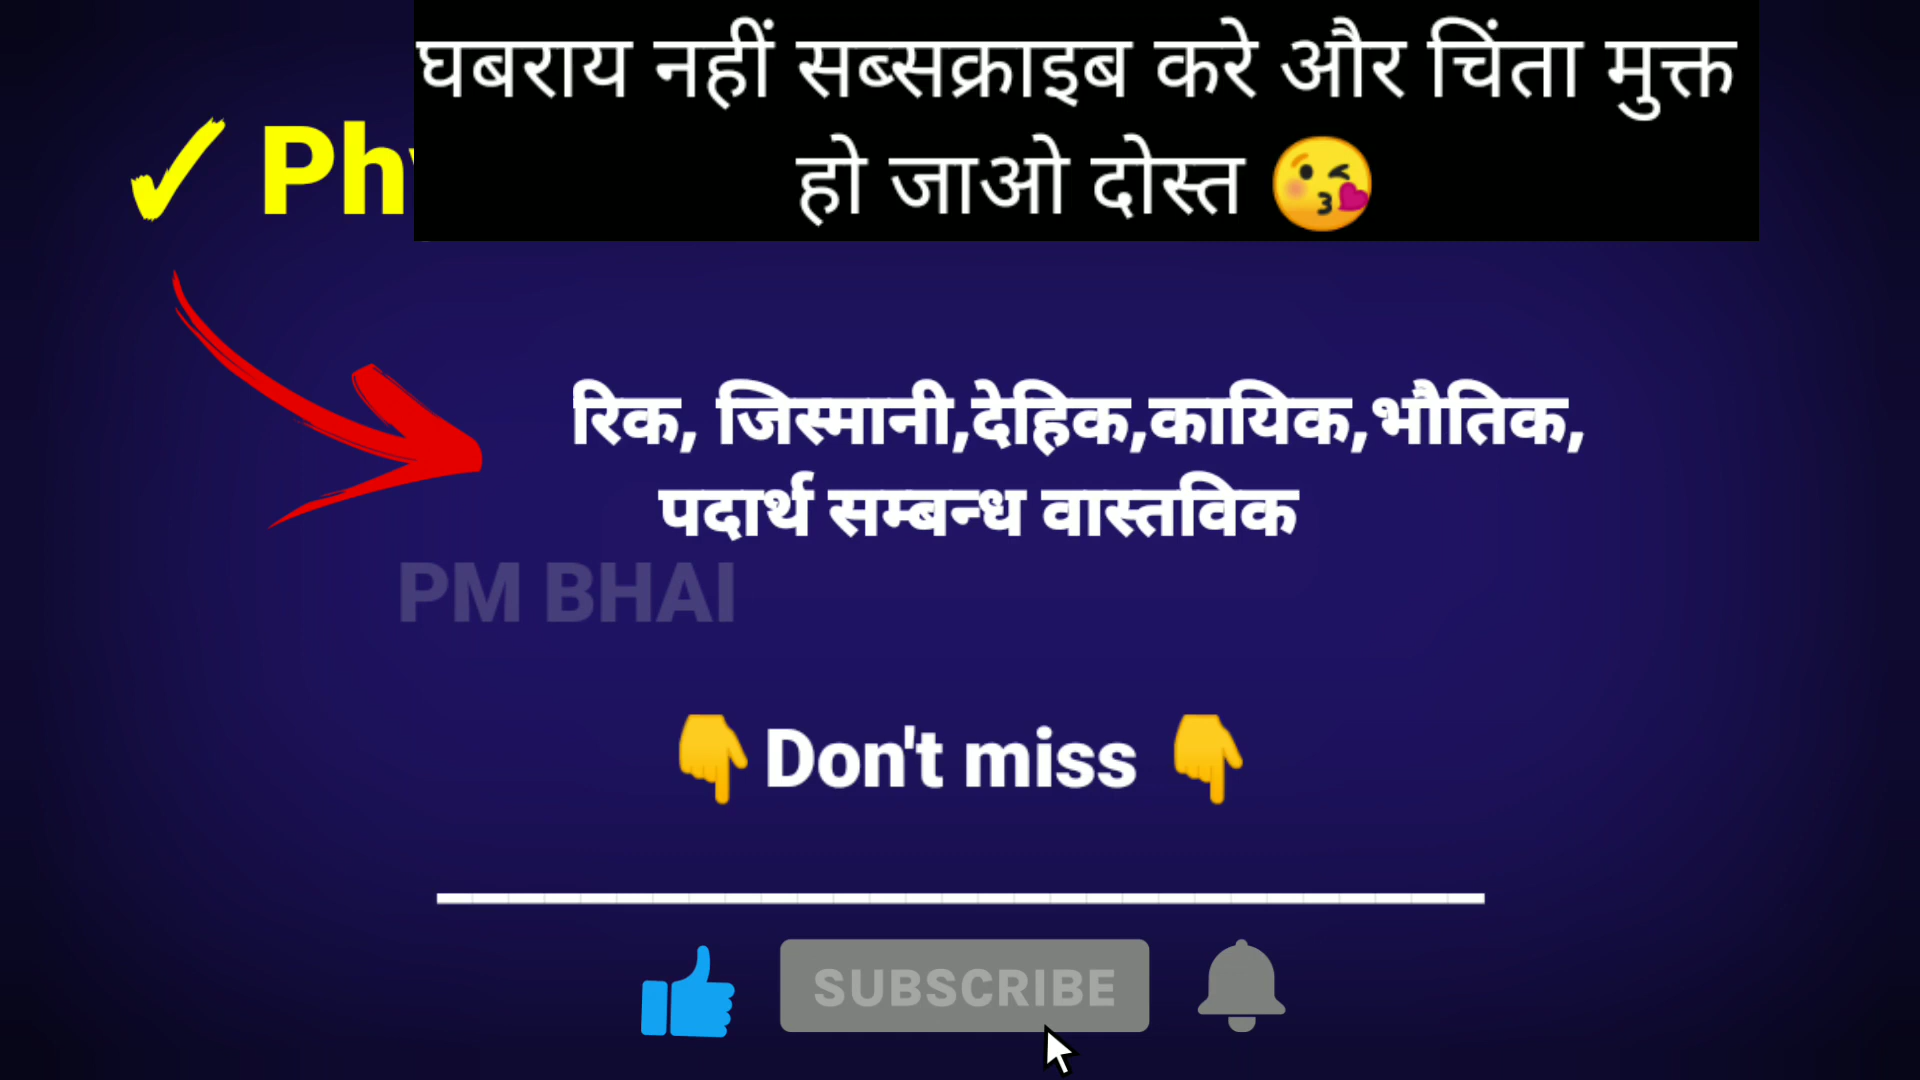 घबराय नहीं सब्सक्राइब करे और चिंता मुक्त
हो जाओ दोस्त 😘
✓ Ph
रिक, जिस्मानी,देहिक,कायिक,भौतिक,
पदार्थ सम्बन्ध वास्तविक
PM BHAI
👇Don't miss 👇
SUBSCRIBE